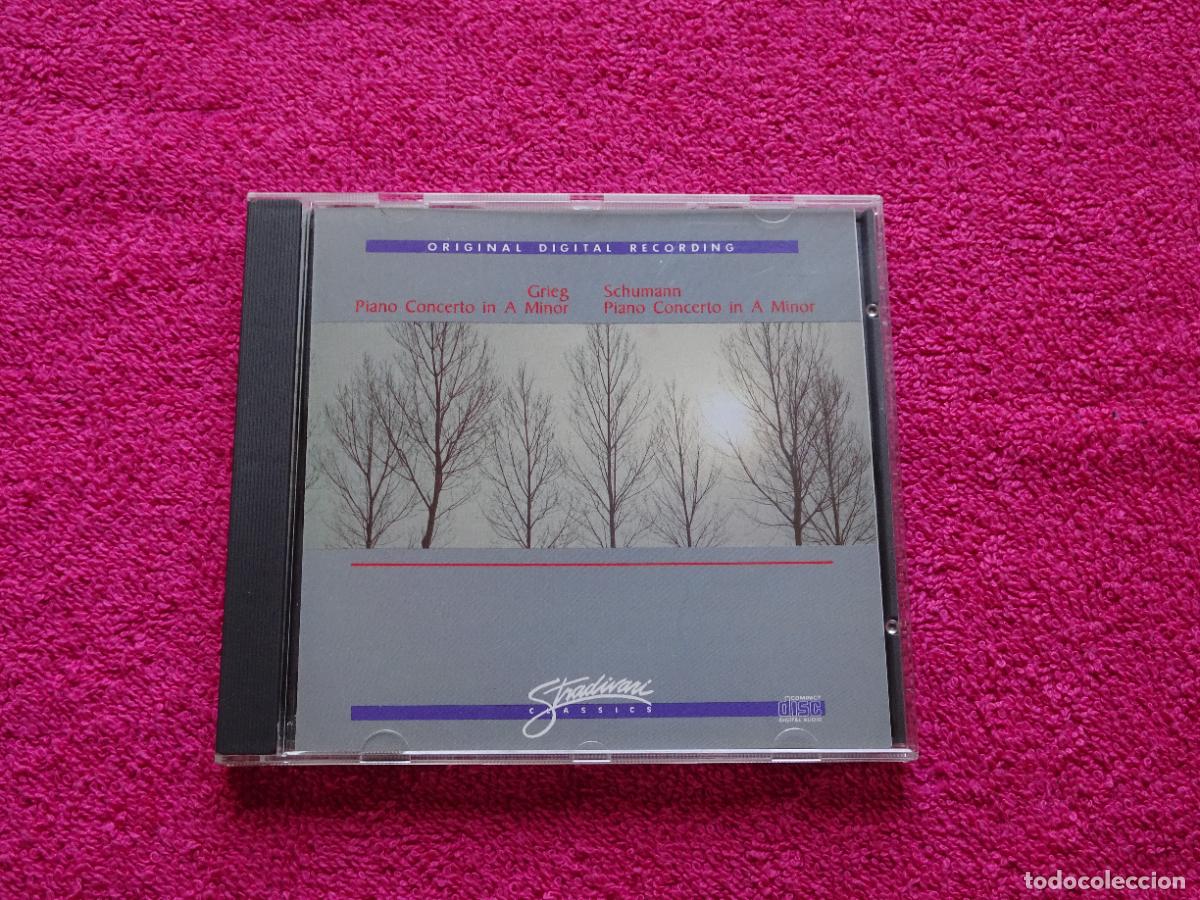 ORIGINAL DIGITAL RECORDING
Grieg
Piano Concerto in A Minor
Schumann
Piano Concerto in A Minor
Stradivari
CLASSICS
COMPACT
disc
DIGITAL AUDIO
todocoleccion